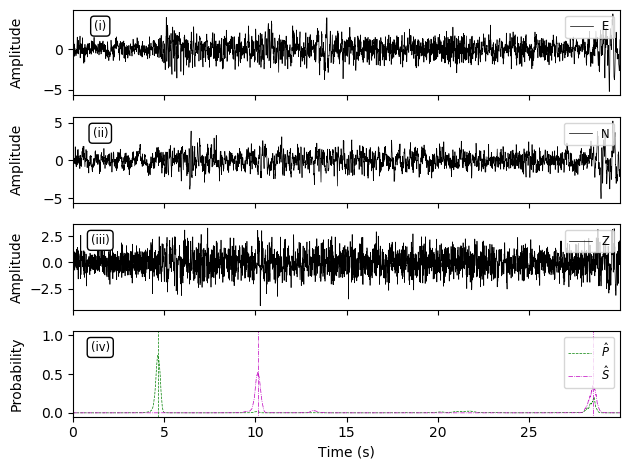 (i)
E
Amplitude
0
−5
(ii)
N
Amplitude
5
0
−5
(iii)
Z
Amplitude
2.5
0.0
−2.5
(iv)
P̂
Ŝ
Probability
1.0
0.5
0.0
0 5 10 15 20 25
Time (s)